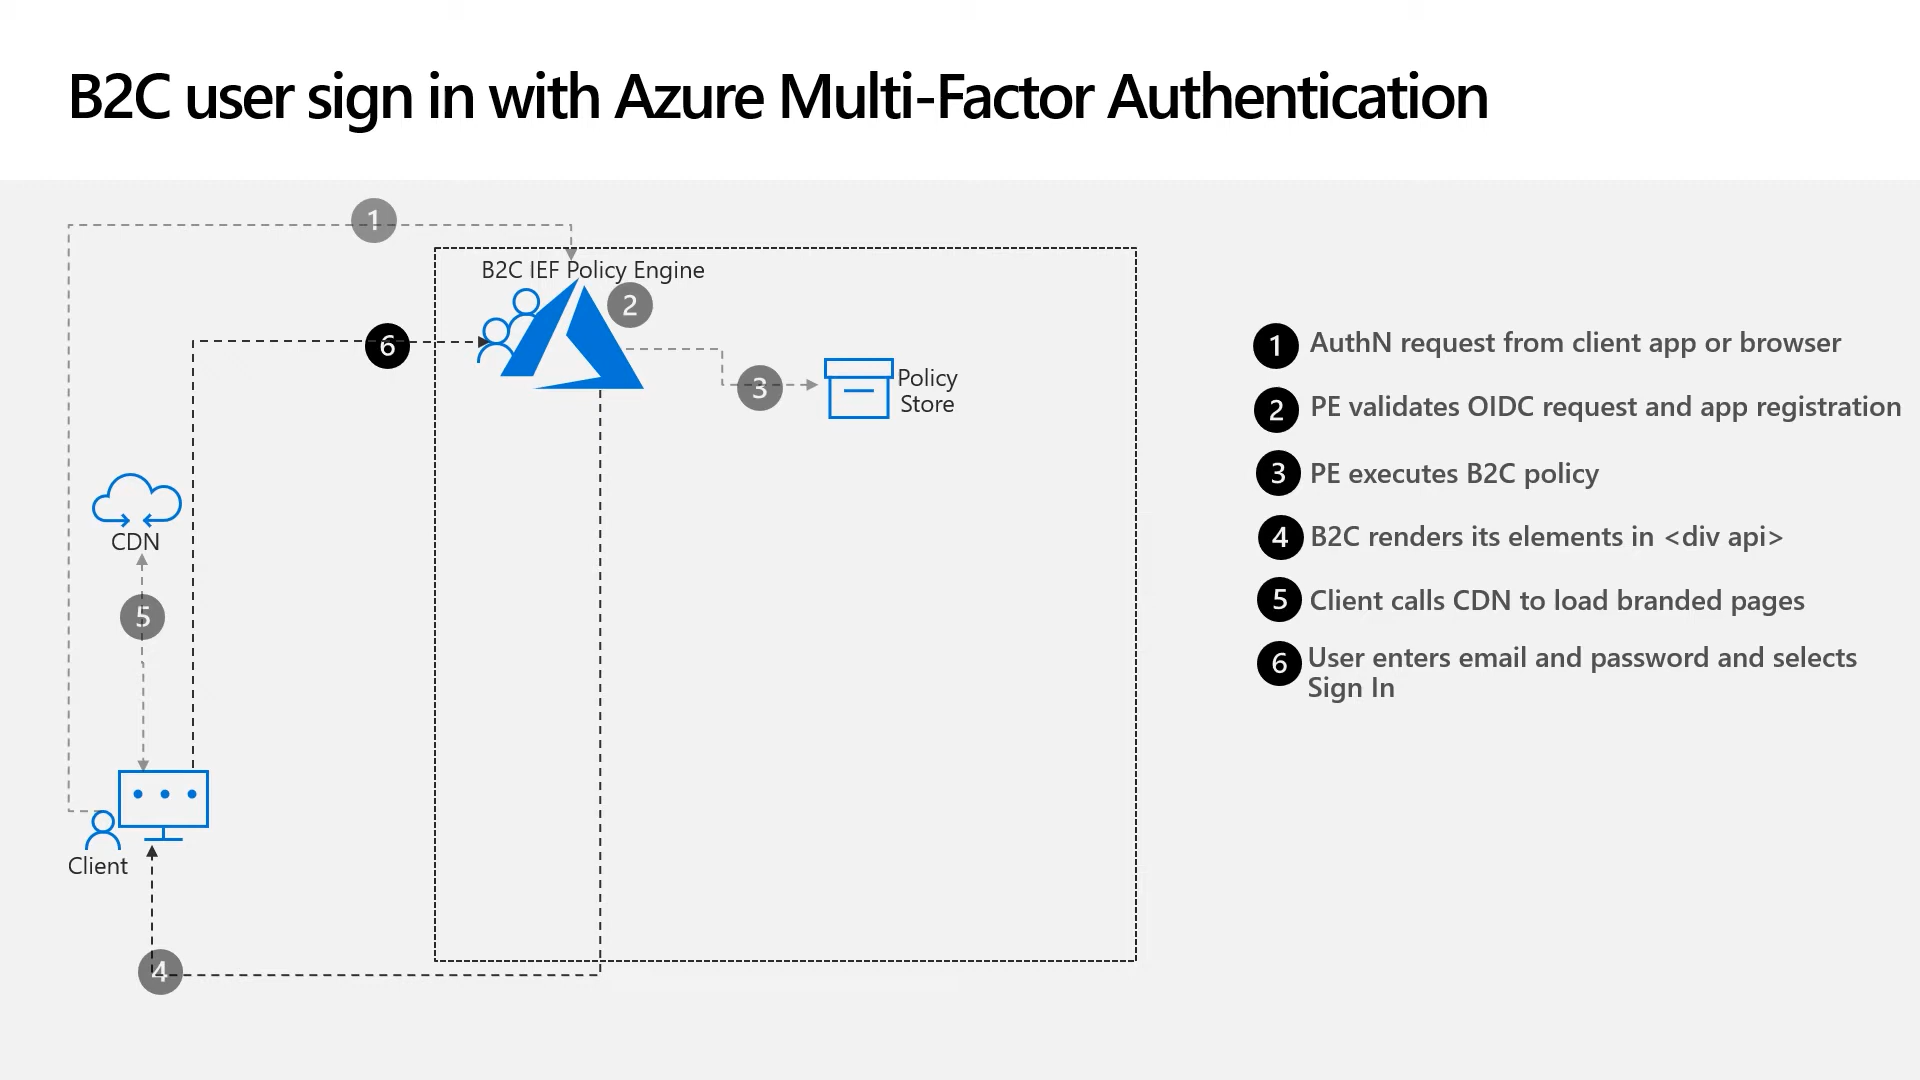 B2C user sign in with Azure Multi-Factor Authentication
1
B2C IEF Policy Engine
2
6
3
Policy
Store
CDN
5
Client
4
1 AuthN request from client app or browser
2 PE validates OIDC request and app registration
3 PE executes B2C policy
4 B2C renders its elements in <div api>
5 Client calls CDN to load branded pages
6 User enters email and password and selects
Sign In